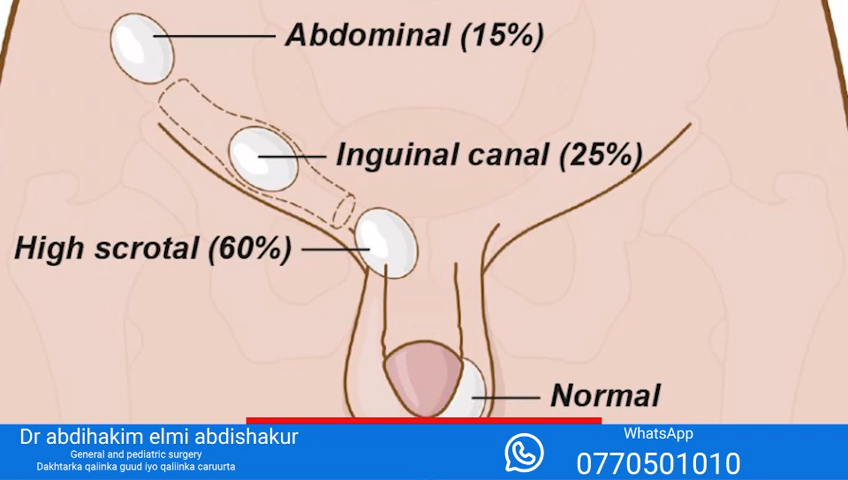 Abdominal (15%)
Inguinal canal (25%)
High scrotal (60%)
Normal
Dr abdihakim elmi abdishakur
General and pediatric surgery
Dakhtarka qaiinka guud iyo qaliinka caruurta
WhatsApp
0770501010